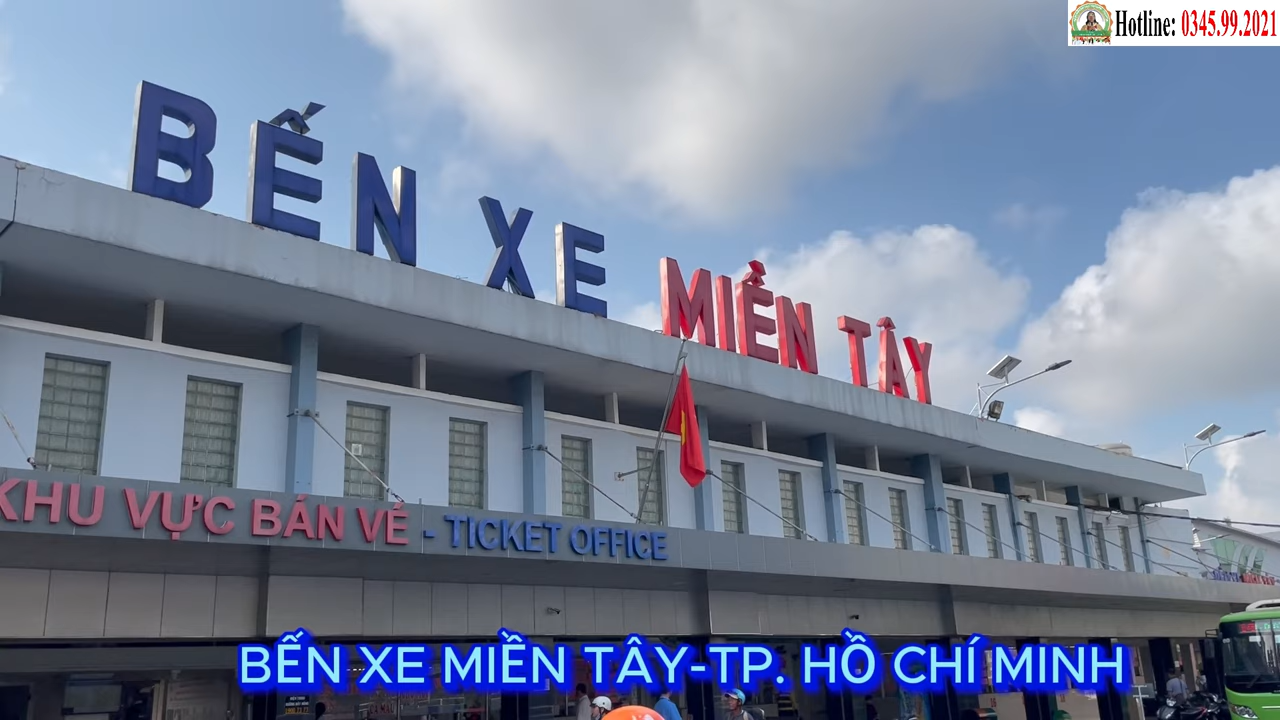 Hotline: 0345.99.2021
BẾN XE MIỀN TÂY
KHU VỰC BÁN VÉ - TICKET OFFICE
BẾN XE MIỀN TÂY-TP. HỒ CHÍ MINH